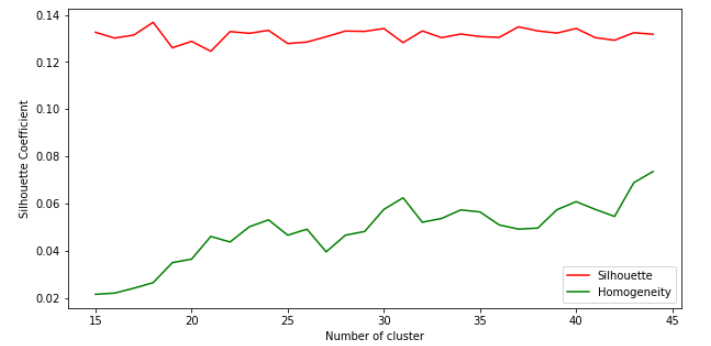 0.14
0.12
0.10
0.08
0.06
0.04
0.02
Silhouette Coefficient
Silhouette
Homogeneity
15 20 25 30 35 40 45
Number of cluster